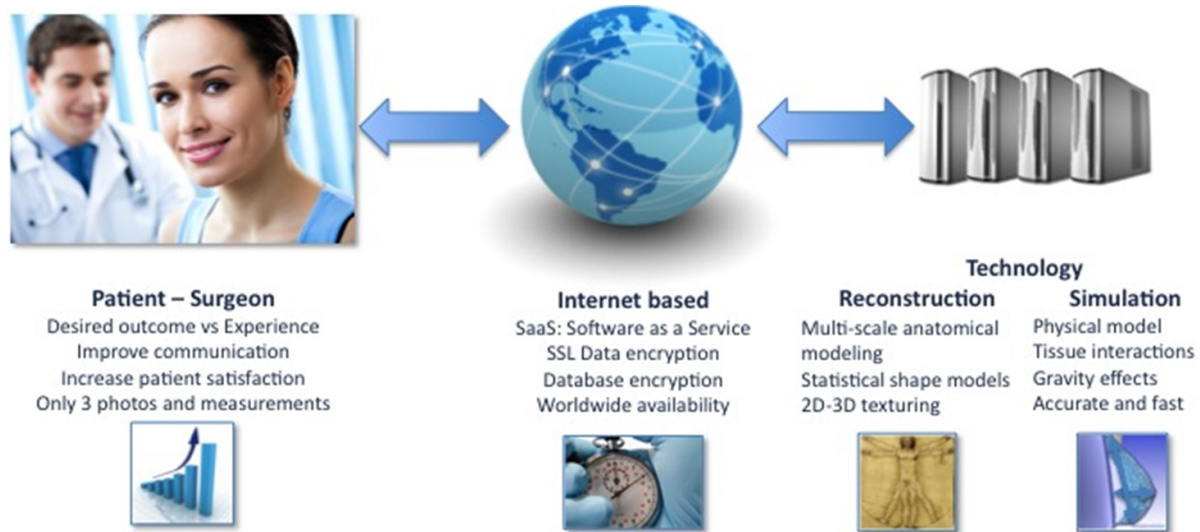 Patient – Surgeon
Desired outcome vs Experience
Improve communication
Increase patient satisfaction
Only 3 photos and measurements
Internet based
SaaS: Software as a Service
SSL Data encryption
Database encryption
Worldwide availability
Technology
Reconstruction
Multi-scale anatomical
modeling
Statistical shape models
2D-3D texturing
Simulation
Physical model
Tissue interactions
Gravity effects
Accurate and fast